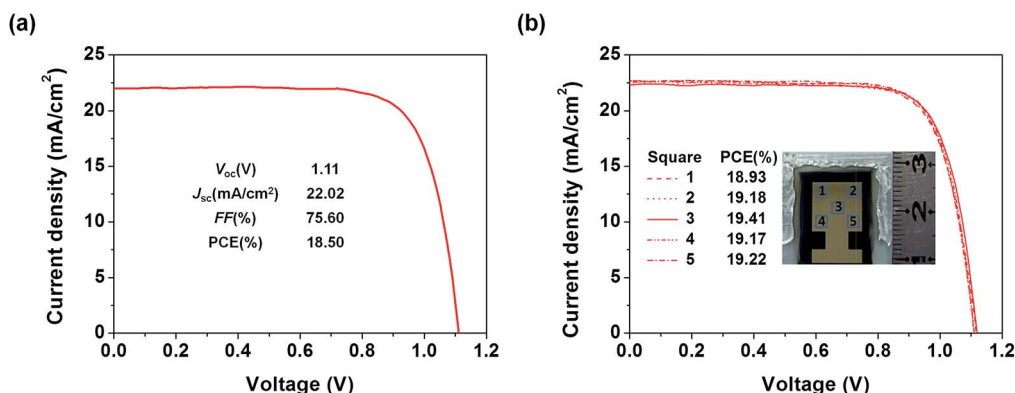 (a)
25
20
15
10
5
0
Current density (mA/cm²)
Voc(V) 1.11
Jsc(mA/cm²) 22.02
FF(%) 75.60
PCE(%) 18.50
0.0 0.2 0.4 0.6 0.8 1.0 1.2
Voltage (V)
(b)
25
20
15
10
5
0
Current density (mA/cm²)
Square PCE(%)
1 18.93
2 19.18
3 19.41
4 19.17
5 19.22
1 2
3
4 5
3
2
1
0.0 0.2 0.4 0.6 0.8 1.0 1.2
Voltage (V)